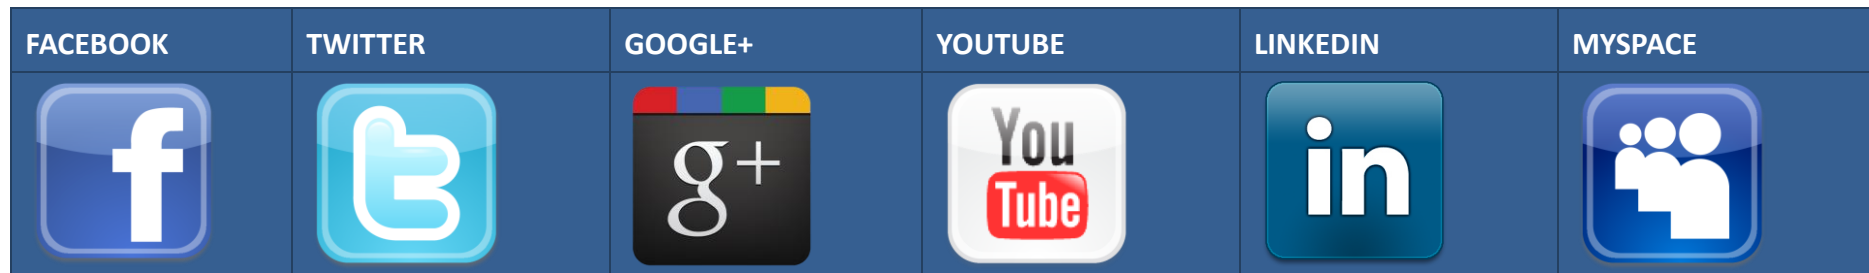 FACEBOOK TWITTER GOOGLE+ YOUTUBE LINKEDIN MYSPACE
f t g+ You Tube in